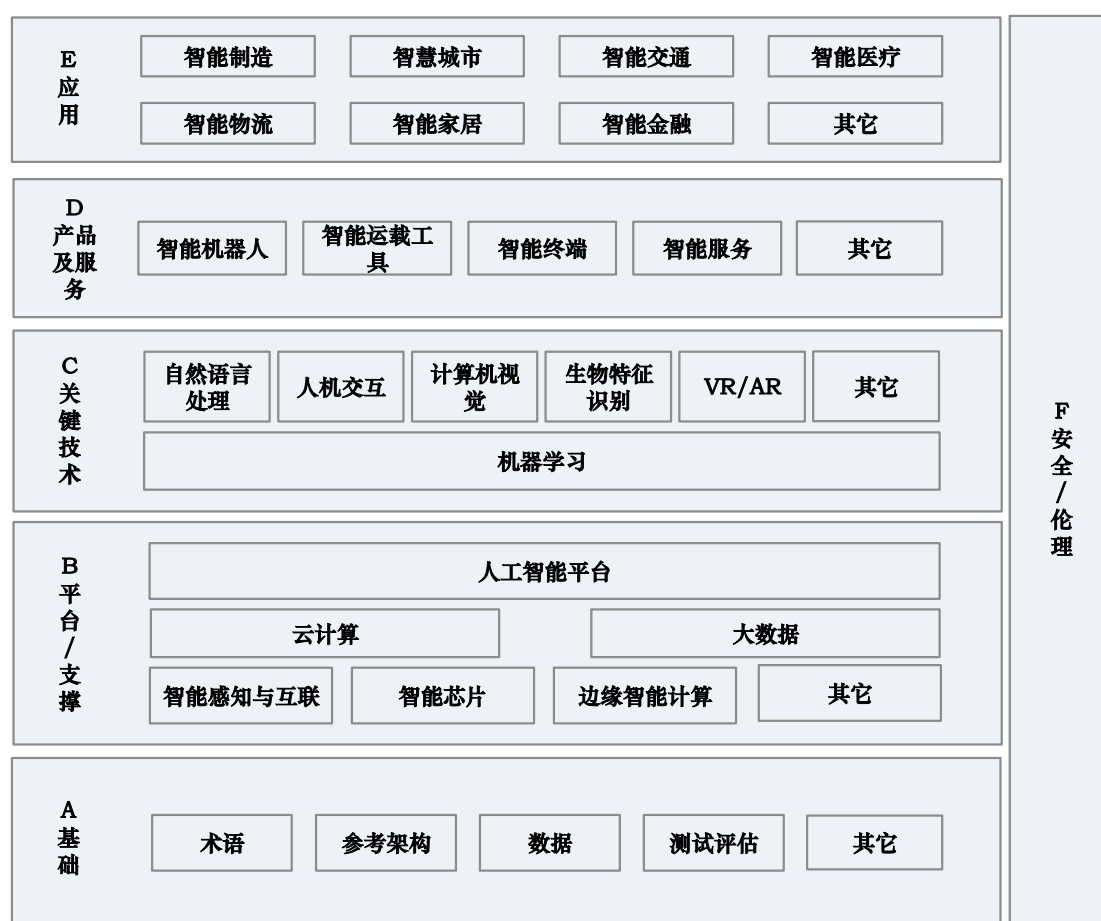 E
应
用
智能制造
智慧城市
智能交通
智能医疗
智能物流
智能家居
智能金融
其它
D
产品
及服
务
智能机器人
智能运载工
具
智能终端
智能服务
其它
C
关
键
技
术
自然语言
处理
人机交互
计算机视
觉
生物特征
识别
VR/AR
其它
机器学习
B
平
台
/
支
撑
人工智能平台
云计算
大数据
智能感知与互联
智能芯片
边缘智能计算
其它
A
基
础
术语
参考架构
数据
测试评估
其它
F
安
全
/
伦
理